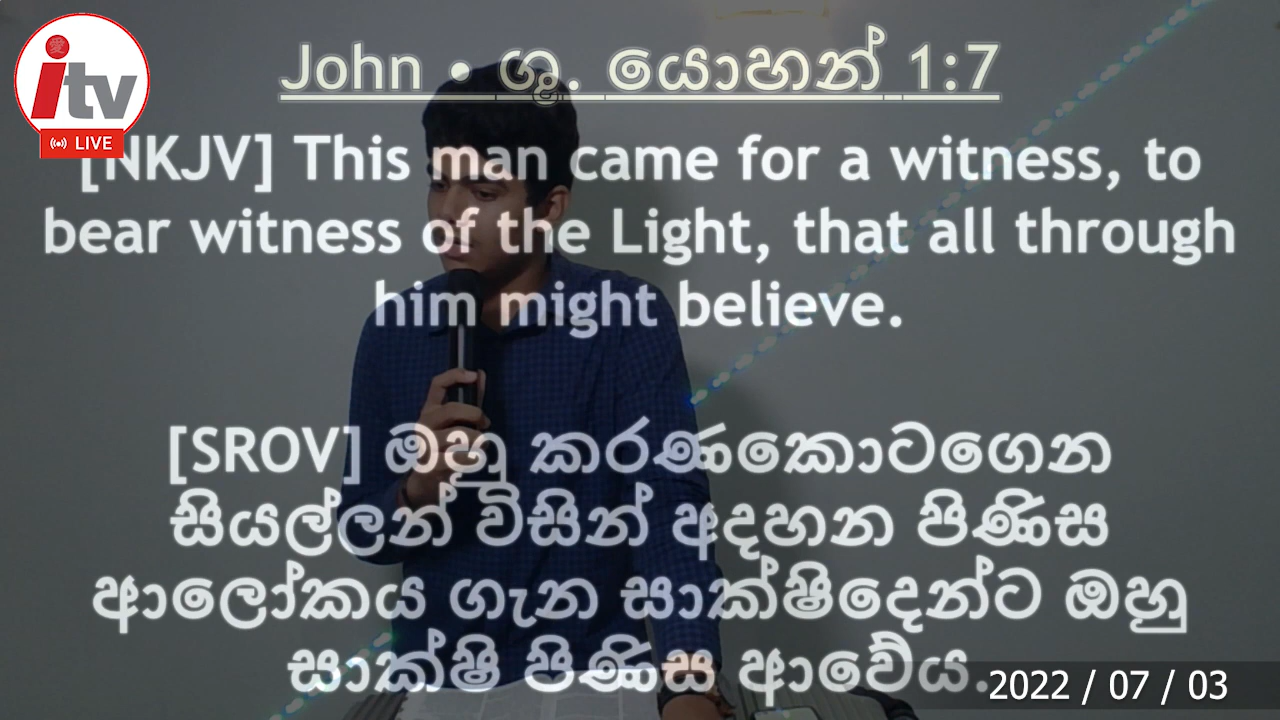 itv
LIVE
John • ශු. යොහන් 1:7
[NKJV] This man came for a witness, to
bear witness of the Light, that all through
him might believe.
[SROV] ඔහු කරණකොටගෙන
සියල්ලන් විසින් අදහන පිණිස
ආලෝකය ගැන සාක්ෂිදෙන්ට ඔහු
සාක්ෂි පිණිස ආවේය.
2022 / 07 / 03